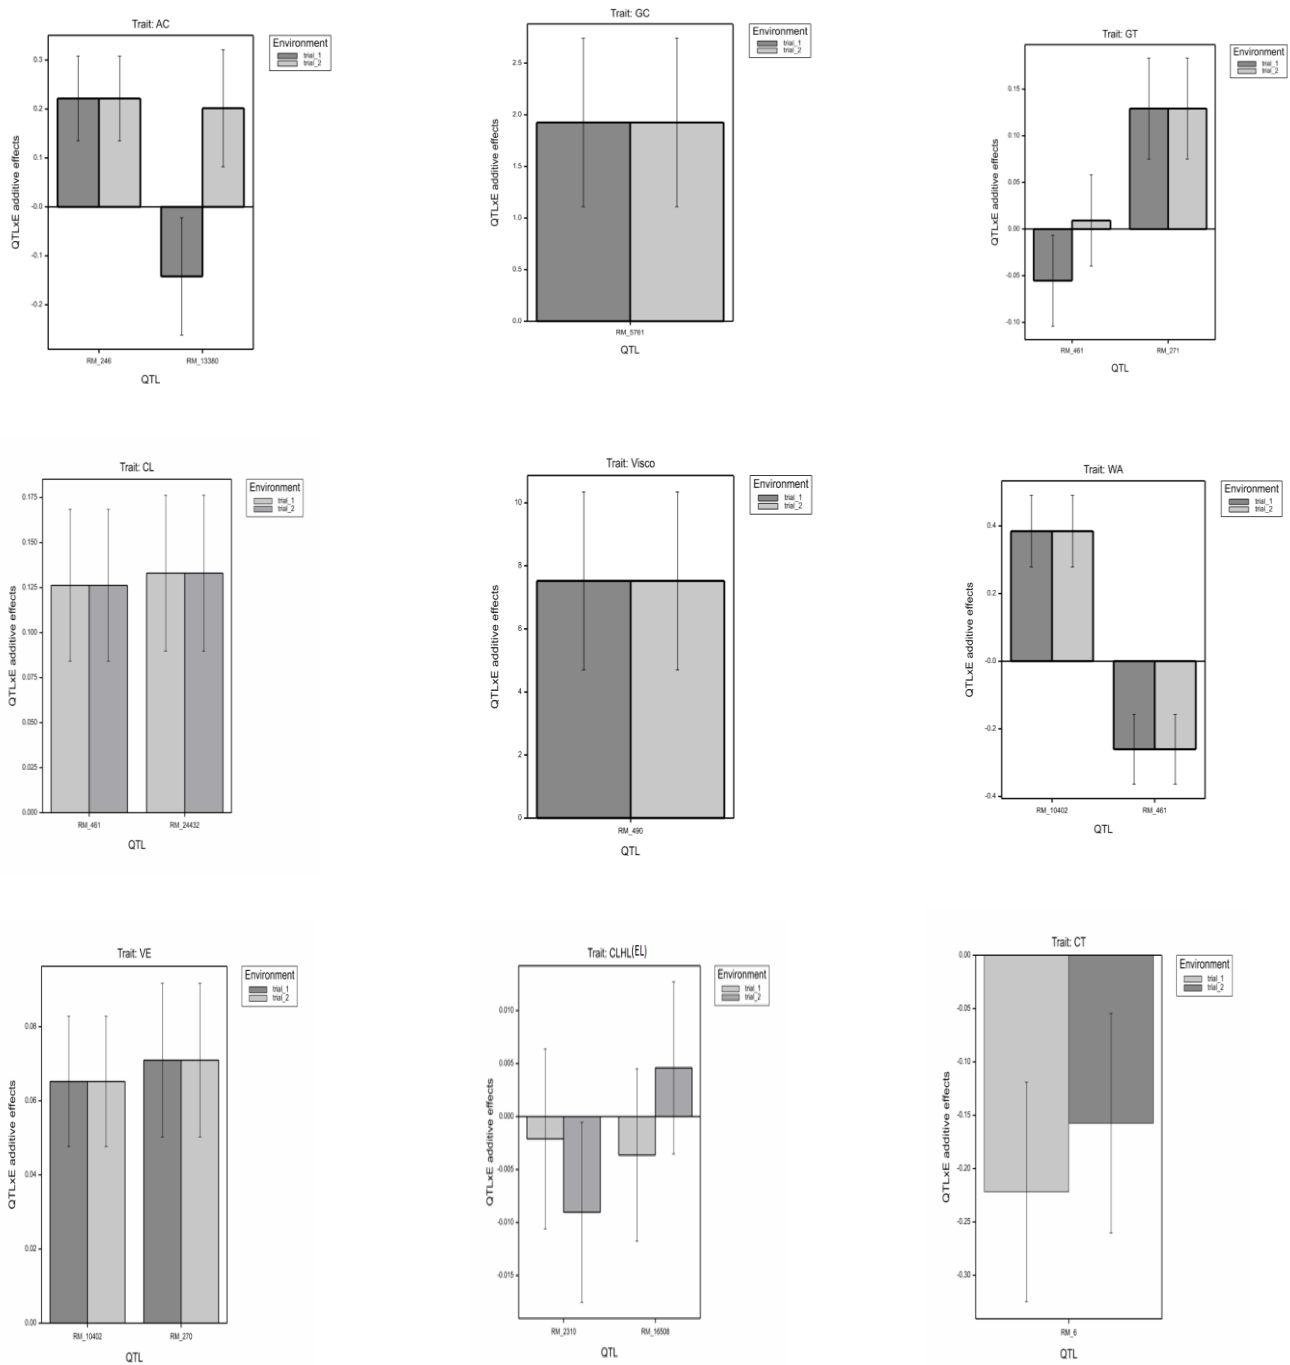 Trait: AC
Environment
trial_1
trial_2
QTLxE additive effects
0.3
0.2
0.1
-0.0
-0.1
-0.2
RM_246 RM_13380
QTL
Trait: GC
Environment
trial_1
trial_2
QTLxE additive effects
2.5
2.0
1.5
1.0
0.5
0.0
RM_5761
QTL
Trait: GT
Environment
trial_1
trial_2
QTLxE additive effects
0.15
0.10
0.05
0.00
-0.05
-0.10
RM_461 RM_271
QTL
Trait: CL
Environment
trial_1
trial_2
QTLxE additive effects
0.175
0.150
0.125
0.100
0.075
0.050
0.025
0.000
RM_461 RM_24432
QTL
Trait: Visco
Environment
trial_1
trial_2
QTLxE additive effects
10
8
6
4
2
0
RM_490
QTL
Trait: WA
Environment
trial_1
trial_2
QTLxE additive effects
0.4
0.2
-0.0
-0.2
-0.4
RM_10402 RM_461
QTL
Trait: VE
Environment
trial_1
trial_2
QTLxE additive effects
0.08
0.06
0.04
0.02
0.00
RM_10402 RM_270
QTL
Trait: CLHL(EL)
Environment
trial_1
trial_2
QTLxE additive effects
0.010
0.005
0.000
-0.005
-0.010
-0.015
RM_2310 RM_16508
QTL
Trait: CT
Environment
trial_1
trial_2
QTLxE additive effects
0.00
-0.05
-0.10
-0.15
-0.20
-0.25
-0.30
RM_6
QTL